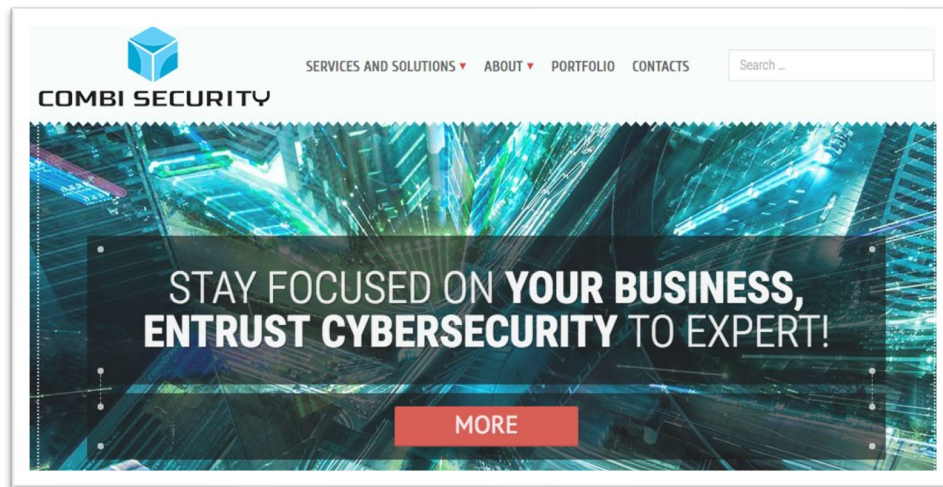 COMBI SECURITY
SERVICES AND SOLUTIONS ▾ ABOUT ▾ PORTFOLIO CONTACTS
Search ...
STAY FOCUSED ON YOUR BUSINESS,
ENTRUST CYBERSECURITY TO EXPERT!
MORE